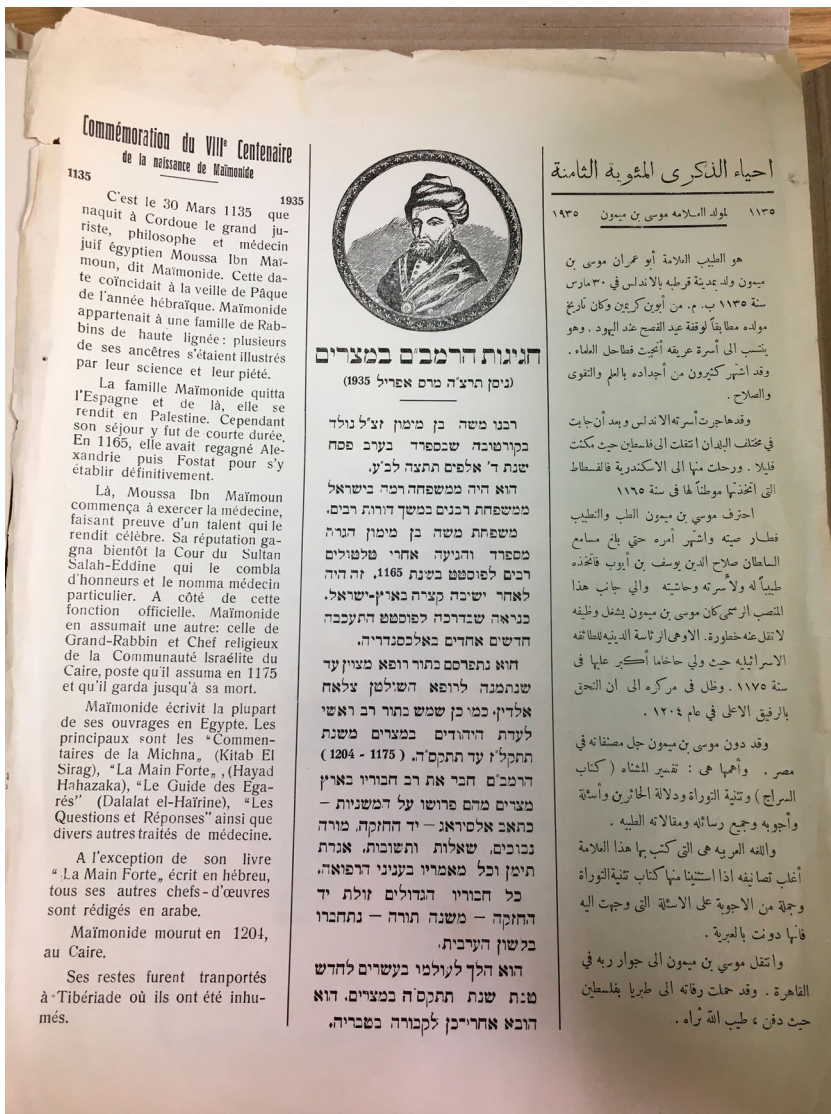 Commémoration du VIIIe Centenaire
de la naissance de Maïmonide
1135 1935
C'est le 30 Mars 1135 que
naquit à Cordoue le grand ju-
riste, philosophe et médecin
juif égyptien Moussa Ibn Maï-
moun, dit Maïmonide. Cette da-
te coïncidait à la veille de Pâque
de l'année hébraïque. Maïmonide
appartenait à une famille de Rab-
bins de haute lignée: plusieurs
de ses ancêtres s'étaient illustrés
par leur science et leur piété.
La famille Maïmonide quitta
l'Espagne et de là, elle se
rendit en Palestine. Cependant
son séjour y fut de courte durée.
En 1165, elle avait regagné Ale-
xandrie puis Fostat pour s'y
établir définitivement.
Là, Moussa Ibn Maïmoun
commença à exercer la médecine,
faisant preuve d'un talent qui le
rendit célèbre. Sa réputation ga-
gna bientôt la Cour du Sultan
Salah-Eddine qui le combla
d'honneurs et le nomma médecin
particulier. A côté de cette
fonction officielle, Maïmonide
en assumait une autre: celle de
Grand-Rabbin et Chef religieux
de la Communauté Israélite du
Caire, poste qu'il assuma en 1175
et qu'il garda jusqu'à sa mort.
Maïmonide écrivit la plupart
de ses ouvrages en Egypte. Les
principaux sont les "Commen-
taires de la Michna„ (Kitab El
Sirag), "La Main Forte„, (Hayad
Hahazaka), "Le Guide des Ega-
rés" (Dalalat el-Haïrine), "Les
Questions et Réponses" ainsi que
divers autres traités de médecine.
A l'exception de son livre
"La Main Forte„ écrit en hébreu,
tous ses autres chefs-d'œuvres
sont rédigés en arabe.
Maïmonide mourut en 1204,
au Caire.
Ses restes furent tranportés
à Tibériade où ils ont été inhu-
més.
חגיגות הרמב״ם במצרים
(ניסן תרצ״ה מרס אפריל 1935)
רבנו משה בן מימון זצ״ל נולד
בקורטובה שבספרד בערב פסח
שנת ד' אלפים תתצה לב״ע.
הוא היה ממשפחה רמה בישראל
ממשפחת רבנים במשך דורות רבים.
משפחת משה בן מימון הגרה
מספרד והגיעה אחרי טלטולים
רבים לפוסטט בשנת 1165. זה היה
לאחר ישיבה קצרה בארץ-ישראל.
כנראה שבדרכה לפוסטט התעכבה
חדשים אחדים באלכסנדריה.
הוא נתפרסם בתור רופא מצוין עד
שנתמנה לרופא השולטן צלאח
אלדין. כמו כן שמש בתור רב ראשי
לעדת היהודים במצרים משנת
תתקל״ז עד תתקס״ה. (1175 - 1204)
הרמב״ם חבר את רב חבוריו בארץ
מצרים מהם פרושו על המשניות —
כתאב אלסיראג — יד החזקה, מורה
נבוכים, שאלות ותשובות, אגרת
תימן וכל מאמריו בעניני הרפואה.
כל חבוריו הגדולים זולת יד
החזקה — משנה תורה — נתחברו
בלשון הערבית.
הוא הלך לעולמו בעשרים לחדש
טבת שנת תתקס״ה במצרים. הוא
הובא אחרי-כן לקבורה בטבריה.
احياء الذكرى المئوية الثامنة
١١٣٥ لمولد العلامه موسى بن ميمون ١٩٣٥
هو الطبيب العلامة أبو عمران موسى بن
ميمون ولد بمدينة قرطبه بالاندلس في ٣٠ مارس
سنة ١١٣٥ ب . م . من أبوين كريمين وكان تاريخ
مولده مطابقاً لوقفة عيد الفصح عند اليهود . وهو
ينتسب الى أسرة عريقه أنجبت فطاحل العلماء .
وقد اشتهر كثيرون من أجداده بالعلم والتقوى
والصلاح .
وقد هاجرت أسرته الاندلس وبعد أن جابت
في مختلف البلدان انتقلت الى فلسطين حيث مكثت
قليلا . ورحلت منها الى الاسكندرية فالفسطاط
التى اتخذتها موطناً لها فى سنة ١١٦٥
احترف موسي بن ميمون الطب والتطبيب
فطار صيته واشتهر أمره حتي بلغ مسامع
السلطان صلاح الدين يوسف بن أيوب فاتخذه
طبيباً له ولأسرته وحاشيته والي جانب هذا
المنصب الرسمى كان موسى بن ميمون يشغل وظيفه
لا تقل عنه خطورة. الا وهى الرئاسة الدينيه للطائفه
الاسرائيليه حيث ولي حاخاما أكبر عليها فى
سنة ١١٧٥ . وظل فى مركزه الى ان التحق
بالرفيق الاعلى في عام ١٢٠٤ .
وقد دون موسى بن ميمون جل مصنفاته في
مصر . وأهمها هى : تفسير المشناه ( كتاب
السراج ) وتثنية التوراة ودلالة الحائرين وأسئلة
وأجوبه وجميع رسائله ومقالاته الطبيه .
واللغه العربيه هى التى كتب بها هذا العلامة
أغلب تصانيفه اذا استثنينا منها كتاب تثنية التوراة
وجملة من الاجوبة على الاسئلة التى وجهت اليه
فانها دونت بالعبرية .
وانتقل موسي بن ميمون الى جوار ربه في
القاهرة . وقد حملت رفاته الى طبريا بفلسطين
حيث دفن ، طيب الله ثراه .